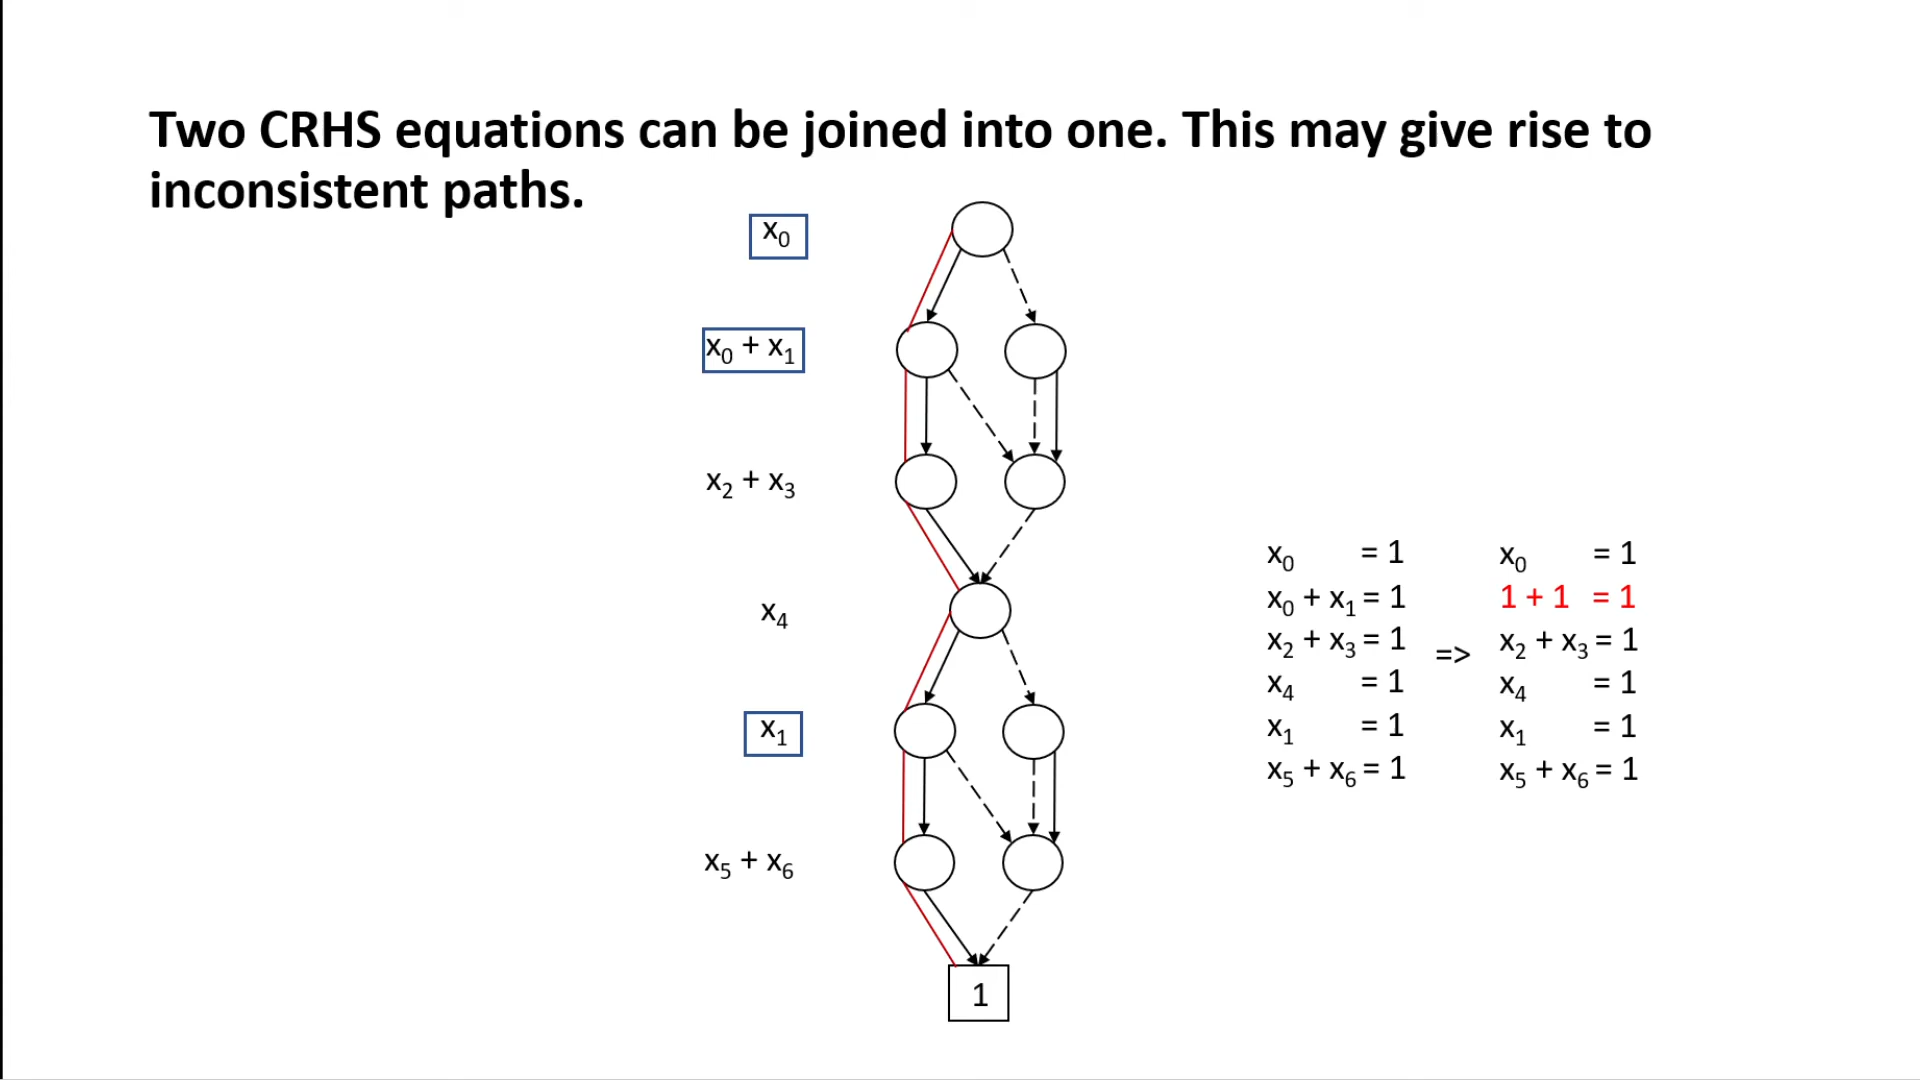 Two CRHS equations can be joined into one. This may give rise to
inconsistent paths.
x₀
x₀ + x₁
x₂ + x₃
x₄
x₁
x₅ + x₆
1
x₀ = 1
x₀ + x₁ = 1
x₂ + x₃ = 1
x₄ = 1
x₁ = 1
x₅ + x₆ = 1
=>
x₀ = 1
1 + 1 = 1
x₂ + x₃ = 1
x₄ = 1
x₁ = 1
x₅ + x₆ = 1